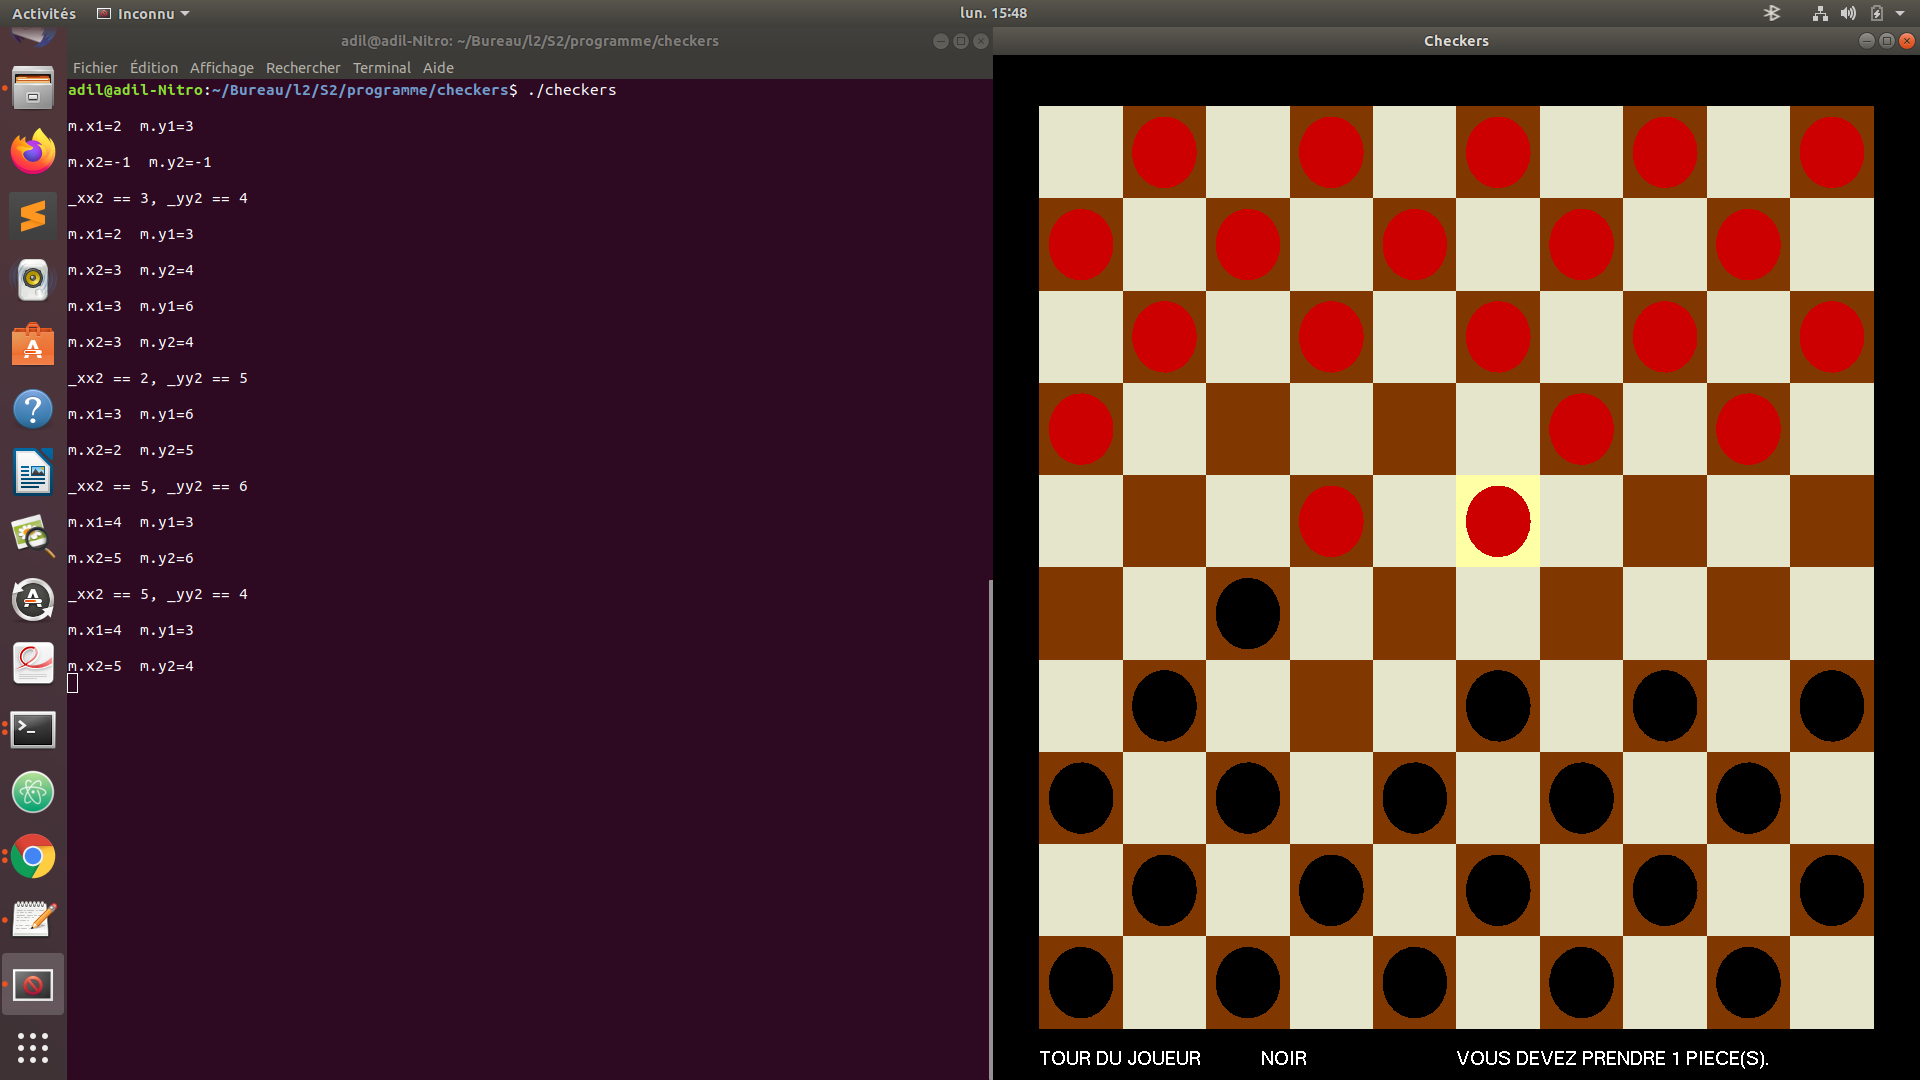 Activités Inconnu lun. 15:48
adil@adil-Nitro: ~/Bureau/l2/S2/programme/checkers
Fichier Édition Affichage Rechercher Terminal Aide
adil@adil-Nitro:~/Bureau/l2/S2/programme/checkers$ ./checkers
m.x1=2  m.y1=3
m.x2=-1  m.y2=-1
_xx2 == 3, _yy2 == 4
m.x1=2  m.y1=3
m.x2=3  m.y2=4
m.x1=3  m.y1=6
m.x2=3  m.y2=4
_xx2 == 2, _yy2 == 5
m.x1=3  m.y1=6
m.x2=2  m.y2=5
_xx2 == 5, _yy2 == 6
m.x1=4  m.y1=3
m.x2=5  m.y2=6
_xx2 == 5, _yy2 == 4
m.x1=4  m.y1=3
m.x2=5  m.y2=4
Checkers
TOUR DU JOUEUR NOIR VOUS DEVEZ PRENDRE 1 PIECE(S).